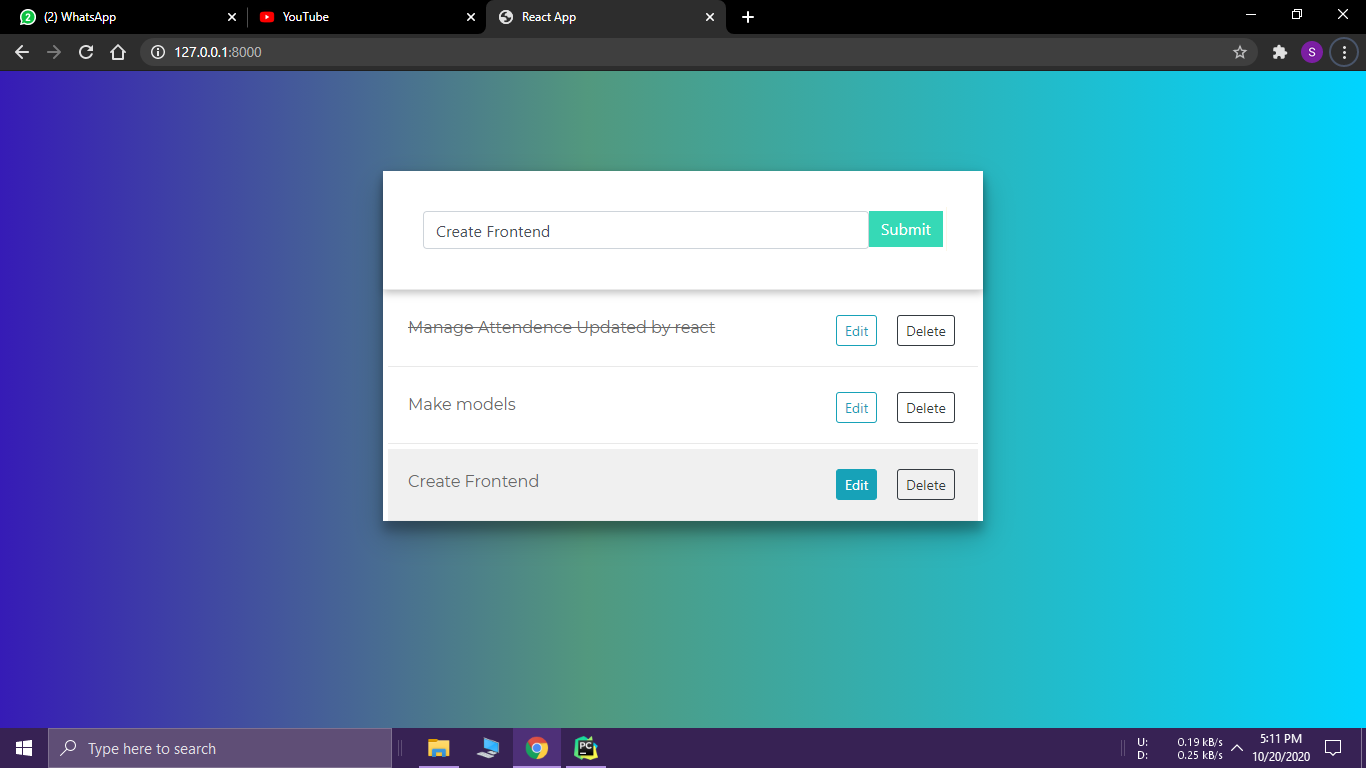 2 (2) WhatsApp YouTube React App
127.0.0.1:8000 S
Create Frontend Submit
Manage Attendence Updated by react Edit Delete
Make models Edit Delete
Create Frontend Edit Delete
Type here to search PC U: 0.19 kB/s 5:11 PM
D: 0.25 kB/s 10/20/2020